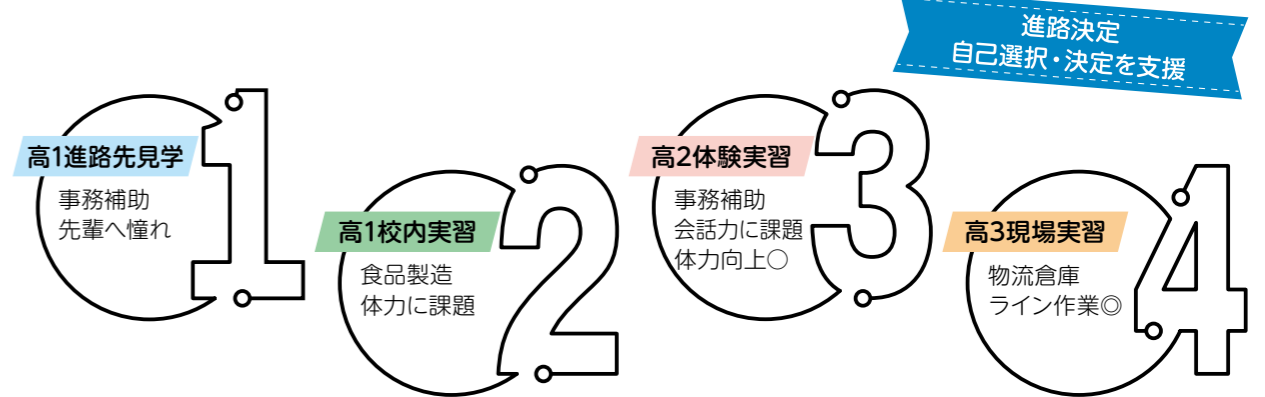 進路決定
自己選択・決定を支援
1
高1進路先見学
事務補助
先輩へ憧れ
2
高1校内実習
食品製造
体力に課題
3
高2体験実習
事務補助
会話力に課題
体力向上○
4
高3現場実習
物流倉庫
ライン作業◎